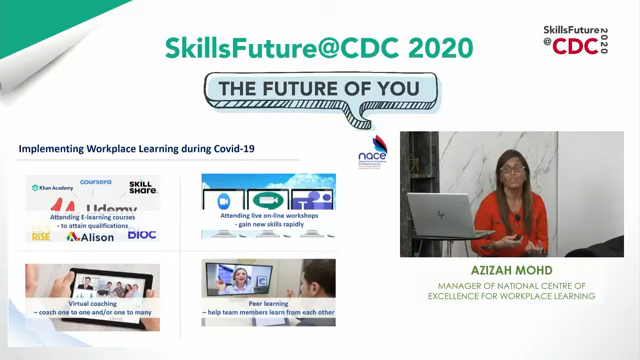 SkillsFuture@CDC 2020
SkillsFuture
@CDC
2020
THE FUTURE OF YOU
Implementing Workplace Learning during Covid-19
nace
Khan Academy
coursera
SKILL
SHARE
Udemy
Attending E-learning courses
- to attain qualifications
RiSE
Alison
Attending live on-line workshops
- gain new skills rapidly
Virtual coaching
– coach one to one and/or one to many
Peer learning
– help team members learn from each other
hp
AZIZAH MOHD
MANAGER OF NATIONAL CENTRE OF
EXCELLENCE FOR WORKPLACE LEARNING